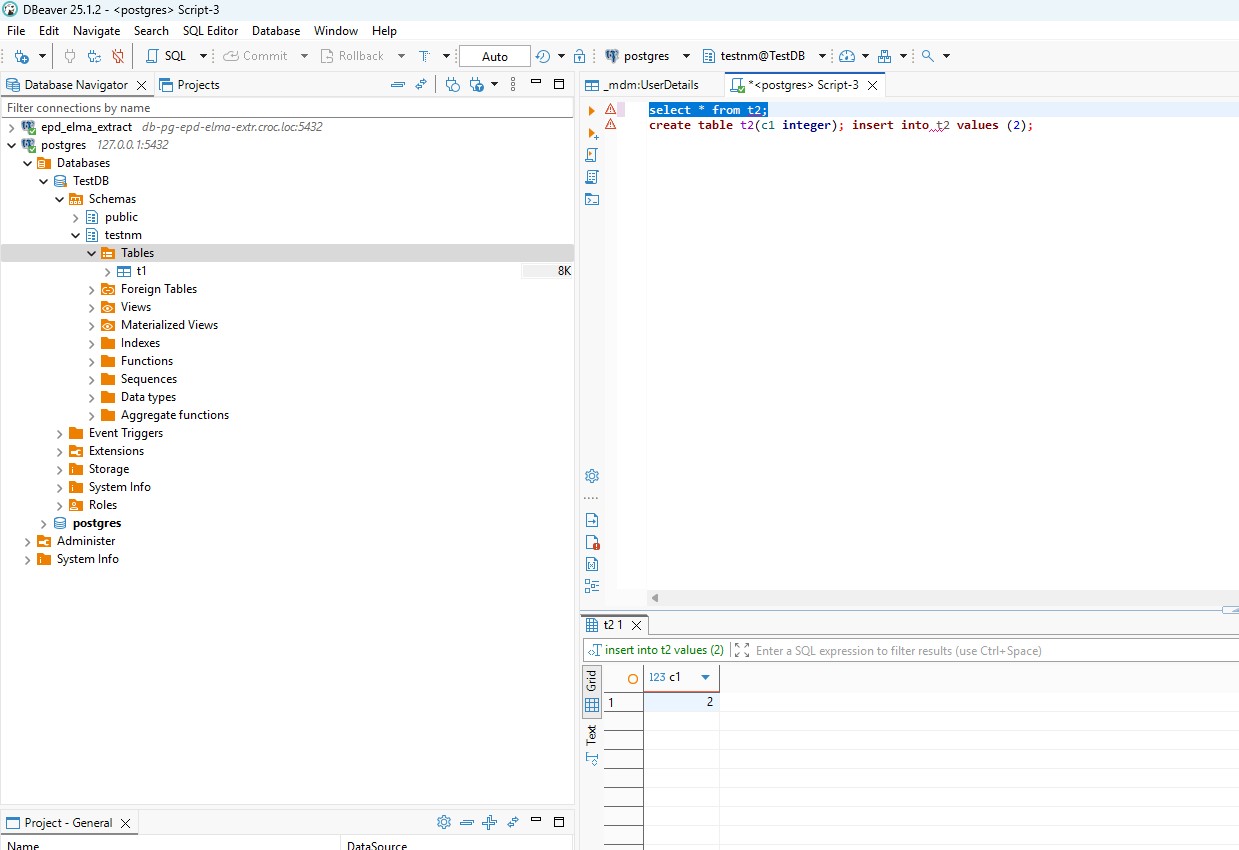 DBeaver 25.1.2 - <postgres> Script-3
File Edit Navigate Search SQL Editor Database Window Help
SQL Commit Rollback T Auto postgres testnm@TestDB
Database Navigator Projects
_mdm:UserDetails *<postgres> Script-3
Filter connections by name
epd_elma_extract db-pg-epd-elma-extr.croc.loc:5432
postgres 127.0.0.1:5432
Databases
TestDB
Schemas
public
testnm
Tables
t1 8K
Foreign Tables
Views
Materialized Views
Indexes
Functions
Sequences
Data types
Aggregate functions
Event Triggers
Extensions
Storage
System Info
Roles
postgres
Administer
System Info
select * from t2;
create table t2(c1 integer); insert into t2 values (2);
t2 1
insert into t2 values (2) Enter a SQL expression to filter results (use Ctrl+Space)
Grid
Text
123 c1
1 2
Project - General
Name DataSource